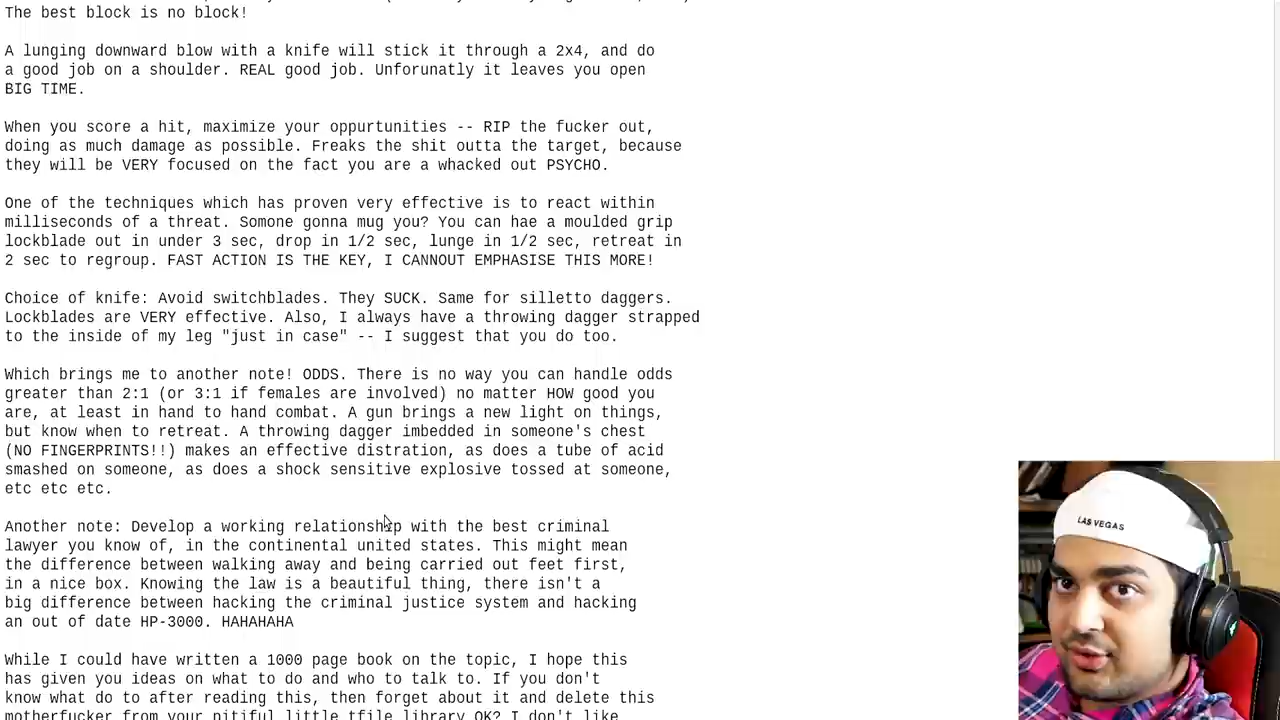 The best block is no block!
A lunging downward blow with a knife will stick it through a 2x4, and do
a good job on a shoulder. REAL good job. Unforunatly it leaves you open
BIG TIME.
When you score a hit, maximize your oppurtunities -- RIP the fucker out,
doing as much damage as possible. Freaks the shit outta the target, because
they will be VERY focused on the fact you are a whacked out PSYCHO.
One of the techniques which has proven very effective is to react within
milliseconds of a threat. Somone gonna mug you? You can hae a moulded grip
lockblade out in under 3 sec, drop in 1/2 sec, lunge in 1/2 sec, retreat in
2 sec to regroup. FAST ACTION IS THE KEY, I CANNOUT EMPHASISE THIS MORE!
Choice of knife: Avoid switchblades. They SUCK. Same for silletto daggers.
Lockblades are VERY effective. Also, I always have a throwing dagger strapped
to the inside of my leg "just in case" -- I suggest that you do too.
Which brings me to another note! ODDS. There is no way you can handle odds
greater than 2:1 (or 3:1 if females are involved) no matter HOW good you
are, at least in hand to hand combat. A gun brings a new light on things,
but know when to retreat. A throwing dagger imbedded in someone's chest
(NO FINGERPRINTS!!) makes an effective distration, as does a tube of acid
smashed on someone, as does a shock sensitive explosive tossed at someone,
etc etc etc.
Another note: Develop a working relationship with the best criminal
lawyer you know of, in the continental united states. This might mean
the difference between walking away and being carried out feet first,
in a nice box. Knowing the law is a beautiful thing, there isn't a
big difference between hacking the criminal justice system and hacking
an out of date HP-3000. HAHAHAHA
While I could have written a 1000 page book on the topic, I hope this
has given you ideas on what to do and who to talk to. If you don't
know what do to after reading this, then forget about it and delete this
motherfucker from your pitiful little tfile library OK? I don't like
LAS VEGAS